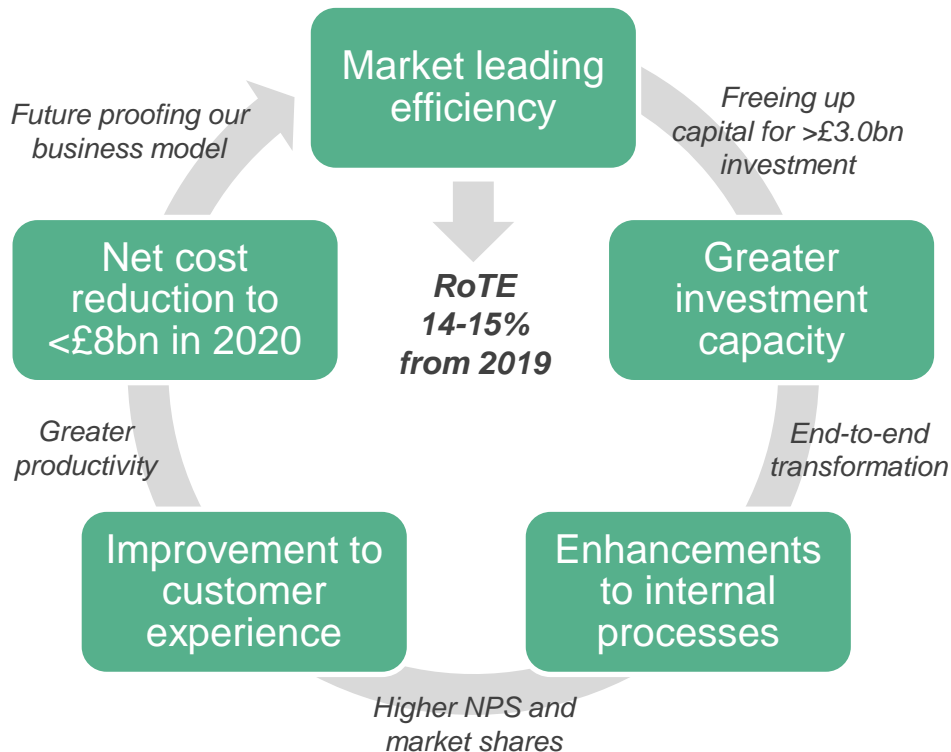 Market leading
efficiency
Freeing up
capital for >£3.0bn
investment
Greater
investment
capacity
End-to-end
transformation
Enhancements
to internal
processes
Higher NPS and
market shares
Improvement to
customer
experience
Greater
productivity
Net cost
reduction to
<£8bn in 2020
Future proofing our
business model
RoTE
14-15%
from 2019